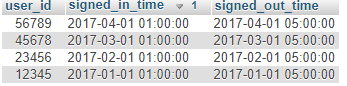 user_id signed_in_time 1 signed_out_time
56789 2017-04-01 01:00:00 2017-04-01 05:00:00
45678 2017-03-01 01:00:00 2017-03-01 05:00:00
23456 2017-02-01 01:00:00 2017-02-01 05:00:00
12345 2017-01-01 01:00:00 2017-01-01 05:00:00